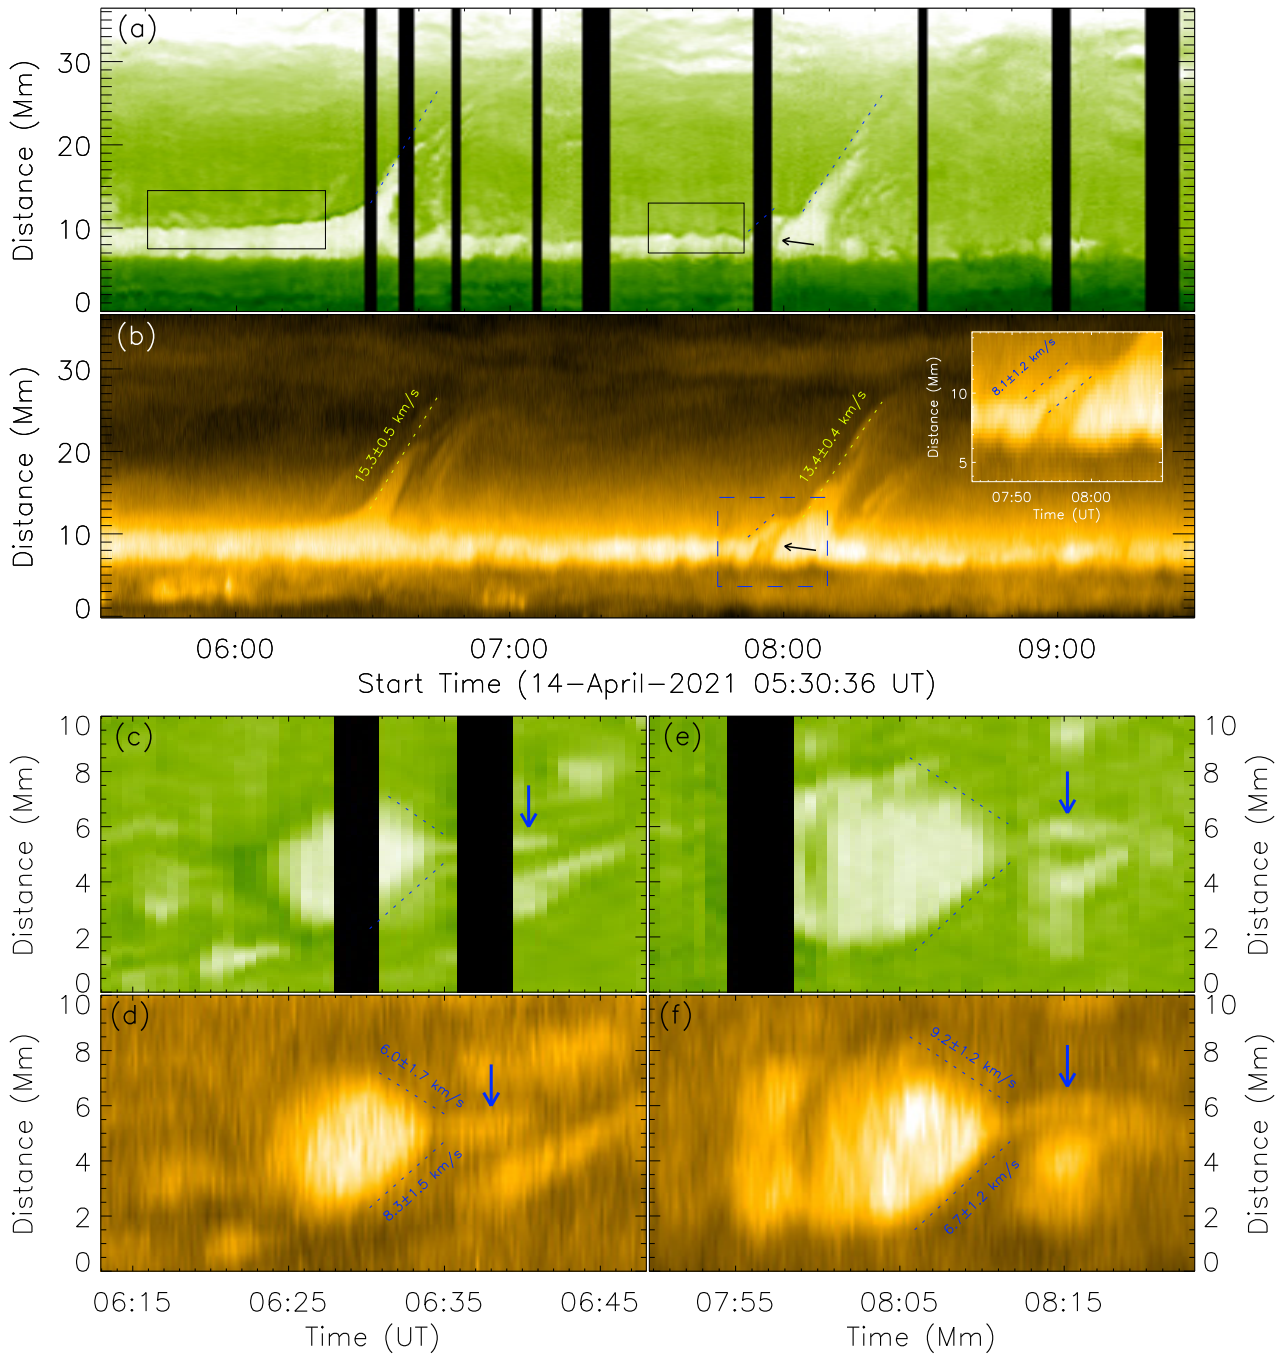 (a)
Distance (Mm)
30
20
10
0
(b)
Distance (Mm)
30
20
10
0
15.3±0.5 km/s
13.4±0.4 km/s
8.1±1.2 km/s
Distance (Mm)
10
5
07:50 08:00
Time (UT)
06:00 07:00 08:00 09:00
Start Time (14-April-2021 05:30:36 UT)
(c)
Distance (Mm)
10
8
6
4
2
0
(e)
10
8
6
4
2
0
Distance (Mm)
(d)
Distance (Mm)
10
8
6
4
2
0
6.0±1.7 km/s
8.3±1.5 km/s
(f)
9.2±1.2 km/s
6.7±1.2 km/s
10
8
6
4
2
0
Distance (Mm)
06:15 06:25 06:35 06:45
Time (UT)
07:55 08:05 08:15
Time (Mm)